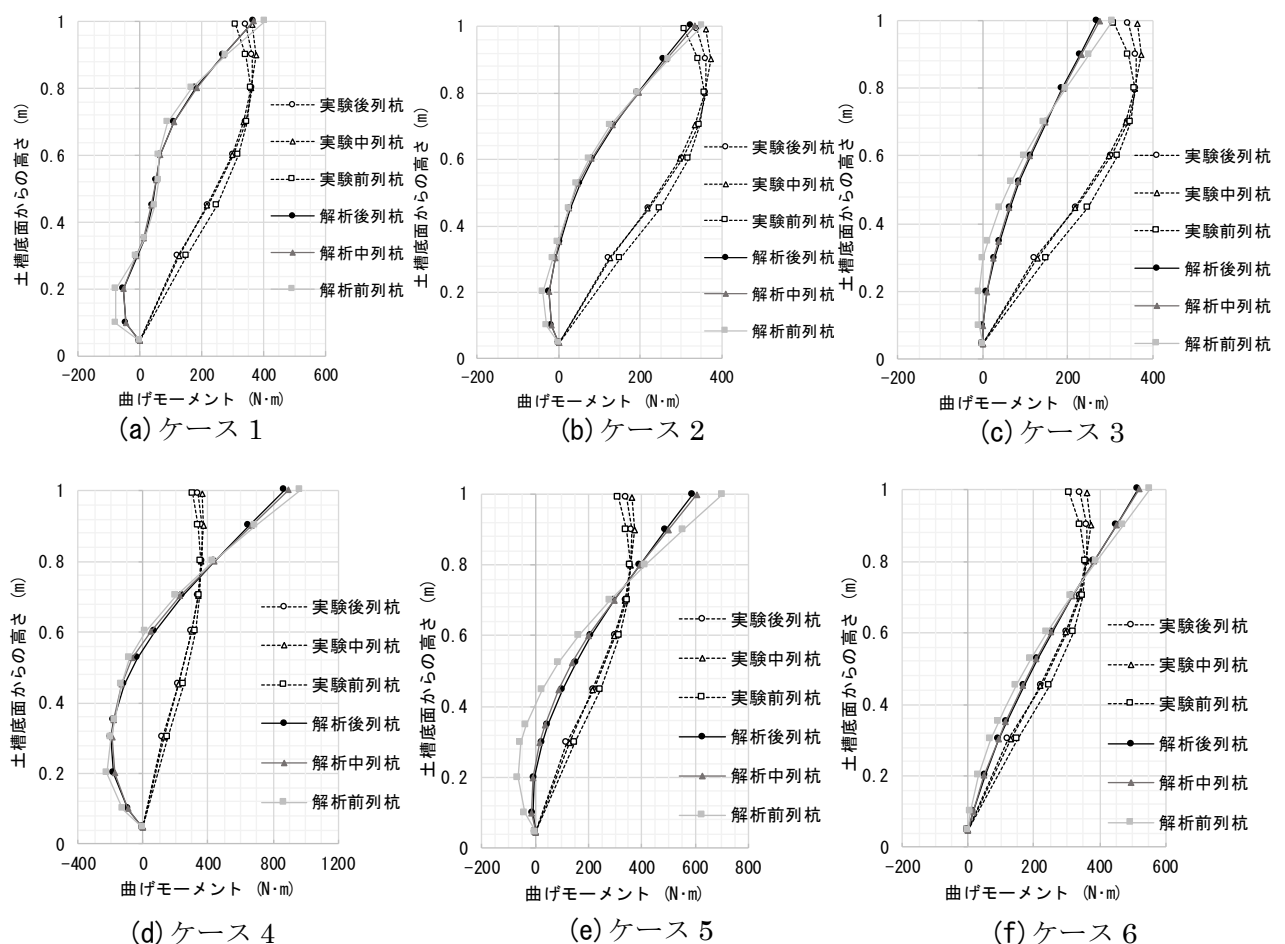 土槽底面からの高さ (m)
1
0.8
0.6
0.4
0.2
0
-200
0
200
400
600
曲げモーメント (N·m)
実験後列杭
実験中列杭
実験前列杭
解析後列杭
解析中列杭
解析前列杭
(a) ケース 1
土槽底面からの高さ (m)
1
0.8
0.6
0.4
0.2
0
-200
0
200
400
曲げモーメント (N·m)
実験後列杭
実験中列杭
実験前列杭
解析後列杭
解析中列杭
解析前列杭
(b) ケース 2
土槽底面からの高さ (m)
1
0.8
0.6
0.4
0.2
0
-200
0
200
400
曲げモーメント (N·m)
実験後列杭
実験中列杭
実験前列杭
解析後列杭
解析中列杭
解析前列杭
(c) ケース 3
土槽底面からの高さ (m)
1
0.8
0.6
0.4
0.2
0
-400
0
400
800
1200
曲げモーメント (N·m)
実験後列杭
実験中列杭
実験前列杭
解析後列杭
解析中列杭
解析前列杭
(d) ケース 4
土槽底面からの高さ (m)
1
0.8
0.6
0.4
0.2
0
-200
0
200
400
600
800
曲げモーメント (N·m)
実験後列杭
実験中列杭
実験前列杭
解析後列杭
解析中列杭
解析前列杭
(e) ケース 5
土槽底面からの高さ (m)
1
0.8
0.6
0.4
0.2
0
-200
0
200
400
600
曲げモーメント (N·m)
実験後列杭
実験中列杭
実験前列杭
解析後列杭
解析中列杭
解析前列杭
(f) ケース 6